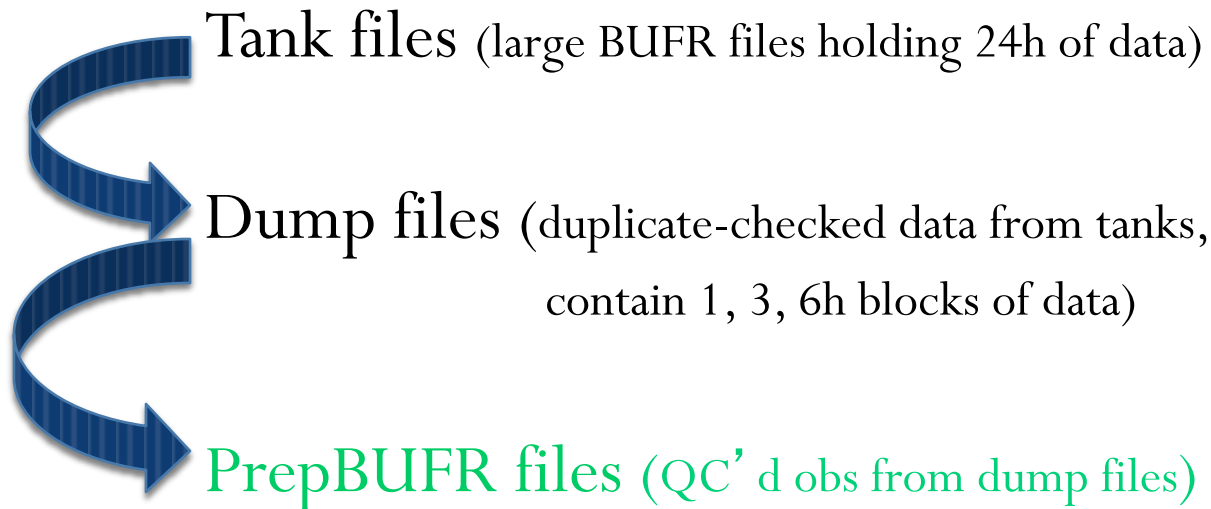 Tank files (large BUFR files holding 24h of data)
Dump files (duplicate-checked data from tanks,
contain 1, 3, 6h blocks of data)
PrepBUFR files (QC’ d obs from dump files)